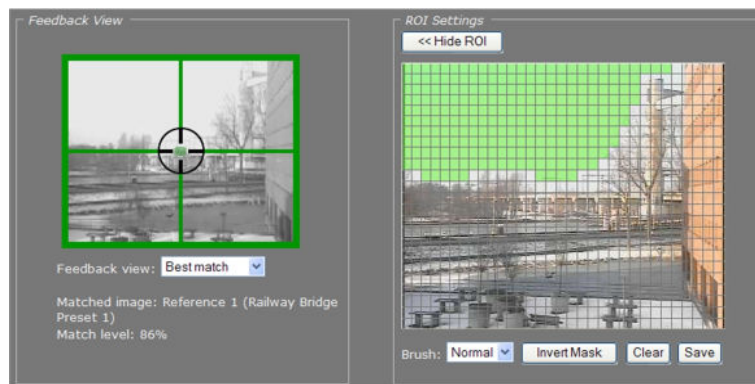 Feedback View
Feedback view: Best match
Matched image: Reference 1 (Railway Bridge
Preset 1)
Match level: 86%
ROI Settings
<< Hide ROI
Brush: Normal Invert Mask Clear Save